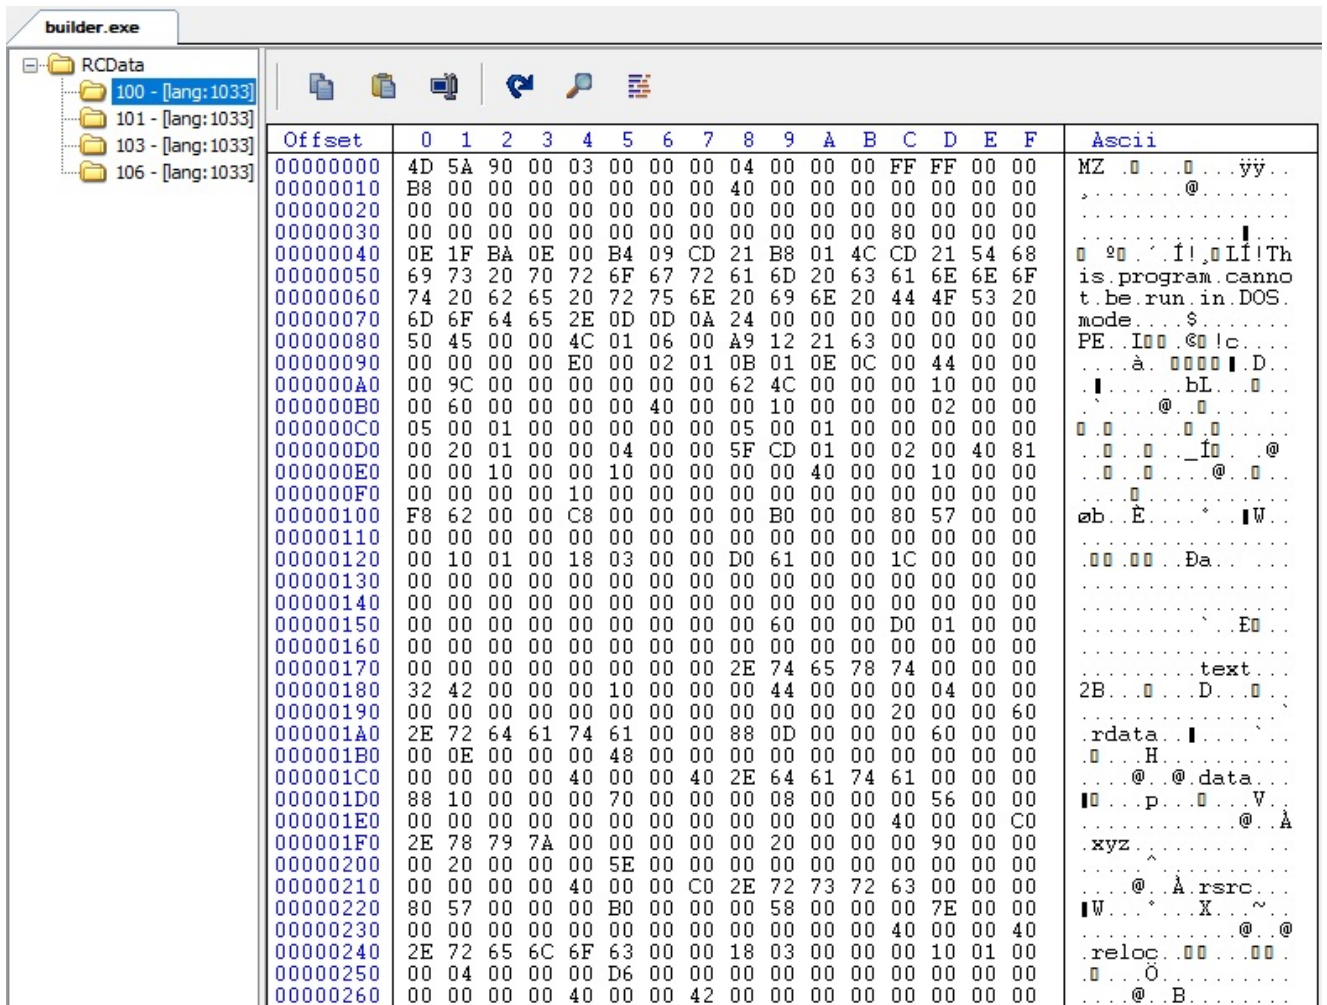 builder.exe
RCData
100 - [lang:1033]
101 - [lang:1033]
103 - [lang:1033]
106 - [lang:1033]
Offset 0 1 2 3 4 5 6 7 8 9 A B C D E F Ascii
00000000 4D 5A 90 00 03 00 00 00 04 00 00 00 FF FF 00 00 MZ ..ÿÿ..
00000010 B8 00 00 00 00 00 00 00 40 00 00 00 00 00 00 00 ¸.......@.......
00000020 00 00 00 00 00 00 00 00 00 00 00 00 00 00 00 00 ................
00000030 00 00 00 00 00 00 00 00 00 00 00 00 80 00 00 00
00000040 0E 1F BA 0E 00 B4 09 CD 21 B8 01 4C CD 21 54 68 º .´.Í!¸ LÍ!Th
00000050 69 73 20 70 72 6F 67 72 61 6D 20 63 61 6E 6E 6F is.program.canno
00000060 74 20 62 65 20 72 75 6E 20 69 6E 20 44 4F 53 20 t.be.run.in.DOS.
00000070 6D 6F 64 65 2E 0D 0D 0A 24 00 00 00 00 00 00 00 mode....$.......
00000080 50 45 00 00 4C 01 06 00 A9 12 21 63 00 00 00 00 PE..L ©!c....
00000090 00 00 00 00 E0 00 02 01 0B 01 0E 0C 00 44 00 00 ....à. .D..
000000A0 00 9C 00 00 00 00 00 00 62 4C 00 00 00 10 00 00 bL...
000000B0 00 60 00 00 00 00 40 00 00 10 00 00 00 02 00 00 .`....@..
000000C0 05 00 01 00 00 00 00 00 05 00 01 00 00 00 00 00
000000D0 00 20 01 00 00 04 00 00 5F CD 01 00 02 00 40 81 _Í . .@
000000E0 00 00 10 00 00 10 00 00 00 00 40 00 00 10 00 00 @..
000000F0 00 00 00 00 10 00 00 00 00 00 00 00 00 00 00 00
00000100 F8 62 00 00 C8 00 00 00 00 B0 00 00 80 57 00 00 øb..È....°..W..
00000110 00 00 00 00 00 00 00 00 00 00 00 00 00 00 00 00 ................
00000120 00 10 01 00 18 03 00 00 D0 61 00 00 1C 00 00 00 ..Ða..
00000130 00 00 00 00 00 00 00 00 00 00 00 00 00 00 00 00 ................
00000140 00 00 00 00 00 00 00 00 00 00 00 00 00 00 00 00 ................
00000150 00 00 00 00 00 00 00 00 00 60 00 00 D0 01 00 00 .........`..Ð ..
00000160 00 00 00 00 00 00 00 00 00 00 00 00 00 00 00 00 ................
00000170 00 00 00 00 00 00 00 00 2E 74 65 78 74 00 00 00 .........text...
00000180 32 42 00 00 00 10 00 00 00 44 00 00 00 04 00 00 2B... ...D...
00000190 00 00 00 00 00 00 00 00 00 00 00 00 20 00 00 60 ...............`
000001A0 2E 72 64 61 74 61 00 00 88 0D 00 00 00 60 00 00 .rdata.. ....`..
000001B0 00 0E 00 00 00 48 00 00 00 00 00 00 00 00 00 00 ...H..........
000001C0 00 00 00 00 40 00 00 40 2E 64 61 74 61 00 00 00 ....@..@.data...
000001D0 88 10 00 00 00 70 00 00 00 08 00 00 00 56 00 00 ...p... ...V..
000001E0 00 00 00 00 00 00 00 00 00 00 00 00 40 00 00 C0 ............@..À
000001F0 2E 78 79 7A 00 00 00 00 00 20 00 00 00 90 00 00 .xyz......... ..
00000200 00 20 00 00 00 5E 00 00 00 00 00 00 00 00 00 00 .....^..........
00000210 00 00 00 00 40 00 00 C0 2E 72 73 72 63 00 00 00 ....@..À.rsrc...
00000220 80 57 00 00 00 B0 00 00 00 58 00 00 00 7E 00 00 W...°...X...~..
00000230 00 00 00 00 00 00 00 00 00 00 00 00 40 00 00 40 ............@..@
00000240 2E 72 65 6C 6F 63 00 00 18 03 00 00 00 10 01 00 .reloc..
00000250 00 04 00 00 00 D6 00 00 00 00 00 00 00 00 00 00 ...Ö..........
00000260 00 00 00 00 40 00 00 42 00 00 00 00 00 00 00 00 ....@..B........